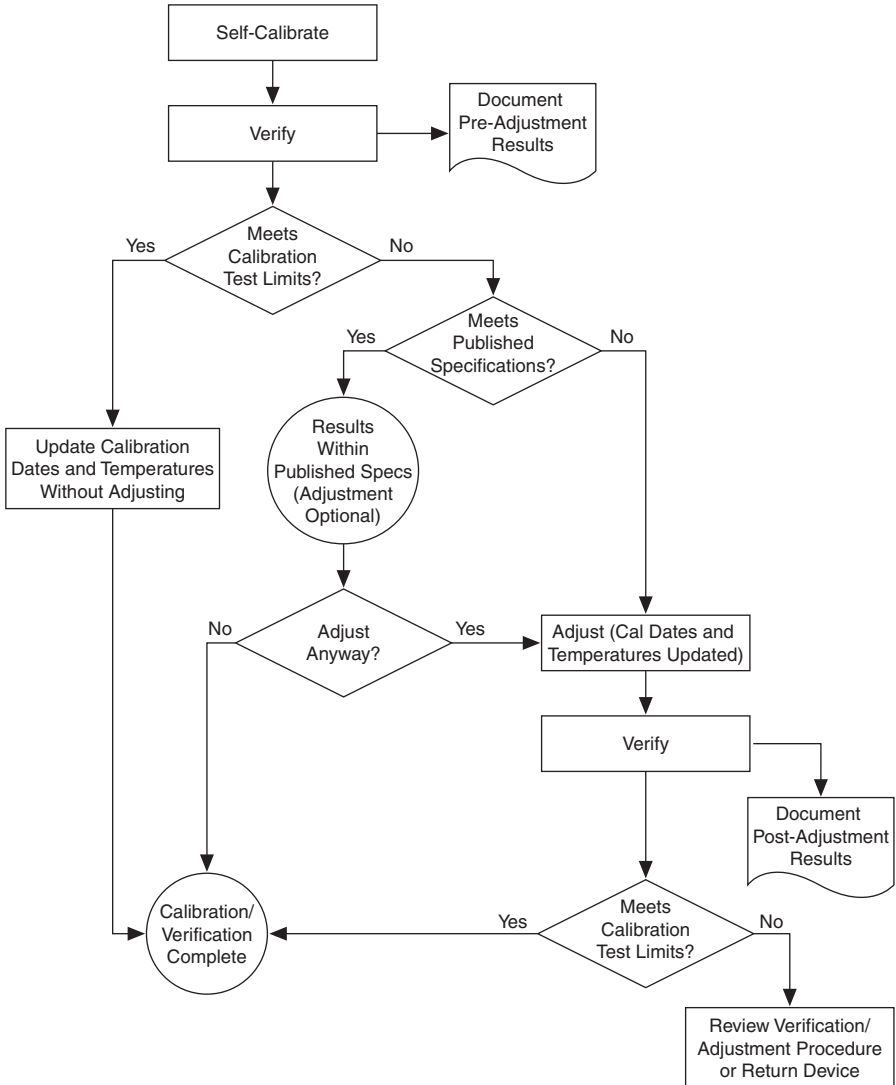 Self-Calibrate
Verify
Document
Pre-Adjustment
Results
Meets
Calibration
Test Limits?
Yes
No
Meets
Published
Specifications?
Yes
No
Update Calibration
Dates and Temperatures
Without Adjusting
Results
Within
Published Specs
(Adjustment
Optional)
Adjust
Anyway?
No
Yes
Adjust (Cal Dates and
Temperatures Updated)
Verify
Document
Post-Adjustment
Results
Calibration/
Verification
Complete
Yes
Meets
Calibration
Test Limits?
No
Review Verification/
Adjustment Procedure
or Return Device